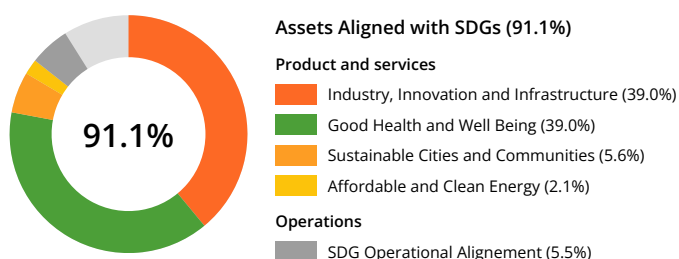 Assets Aligned with SDGs (91.1%)
Product and services
Industry, Innovation and Infrastructure (39.0%)
Good Health and Well Being (39.0%)
91.1%
Sustainable Cities and Communities (5.6%)
Affordable and Clean Energy (2.1%)
Operations
SDG Operational Alignement (5.5%)